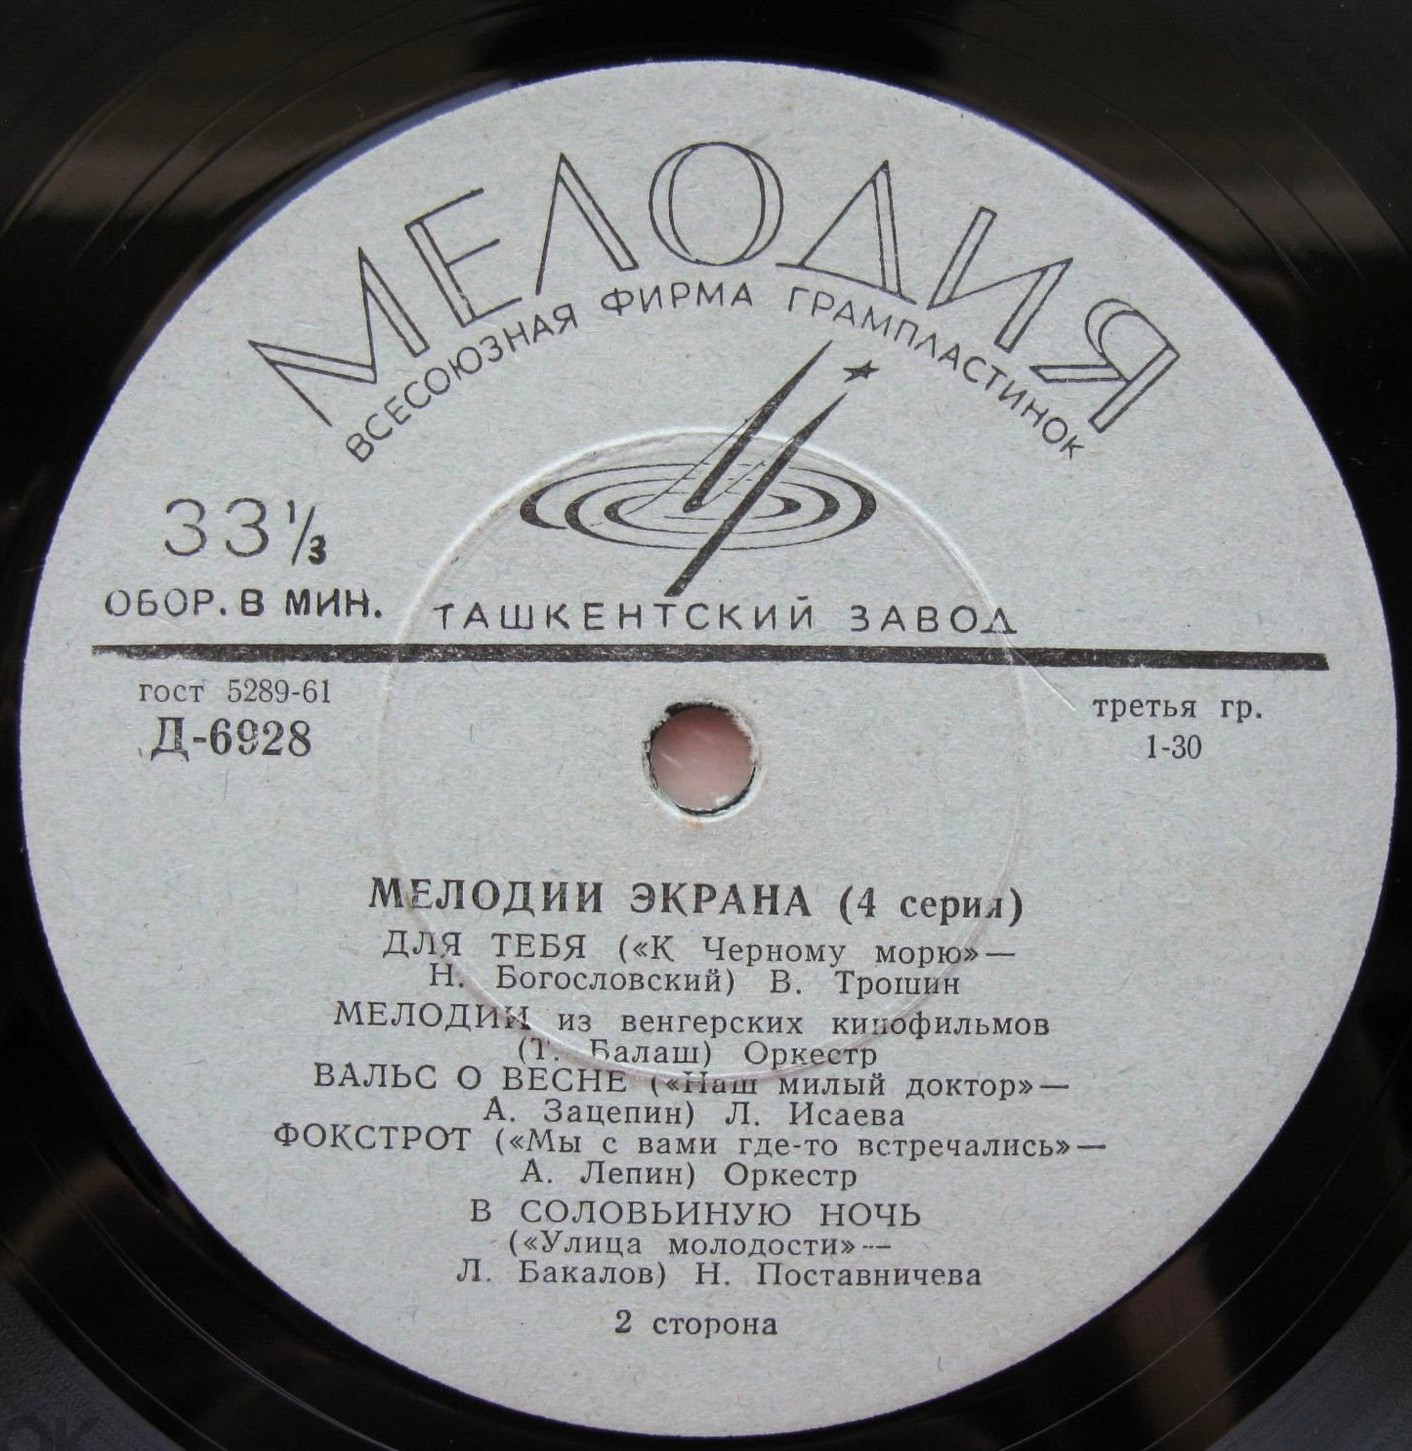 МЕЛОДИЯ
ВСЕСОЮЗНАЯ ФИРМА ГРАМПЛАСТИНОК
33 1/3
ОБОР. В МИН.
ТАШКЕНТСКИЙ ЗАВОД
гост 5289-61
Д-6928
третья гр.
1-30
МЕЛОДИИ ЭКРАНА (4 серия)
ДЛЯ ТЕБЯ («К Черному морю»—
Н. Богословский) В. Трошин
МЕЛОДИИ из венгерских кинофильмов
(Т. Балаш) Оркестр
ВАЛЬС О ВЕСНЕ («Наш милый доктор»—
А. Зацепин) Л. Исаева
ФОКСТРОТ («Мы с вами где-то встречались»—
А. Лепин) Оркестр
В СОЛОВЬИНУЮ НОЧЬ
(«Улица молодости»—
Л. Бакалов) Н. Поставничева
2 сторона